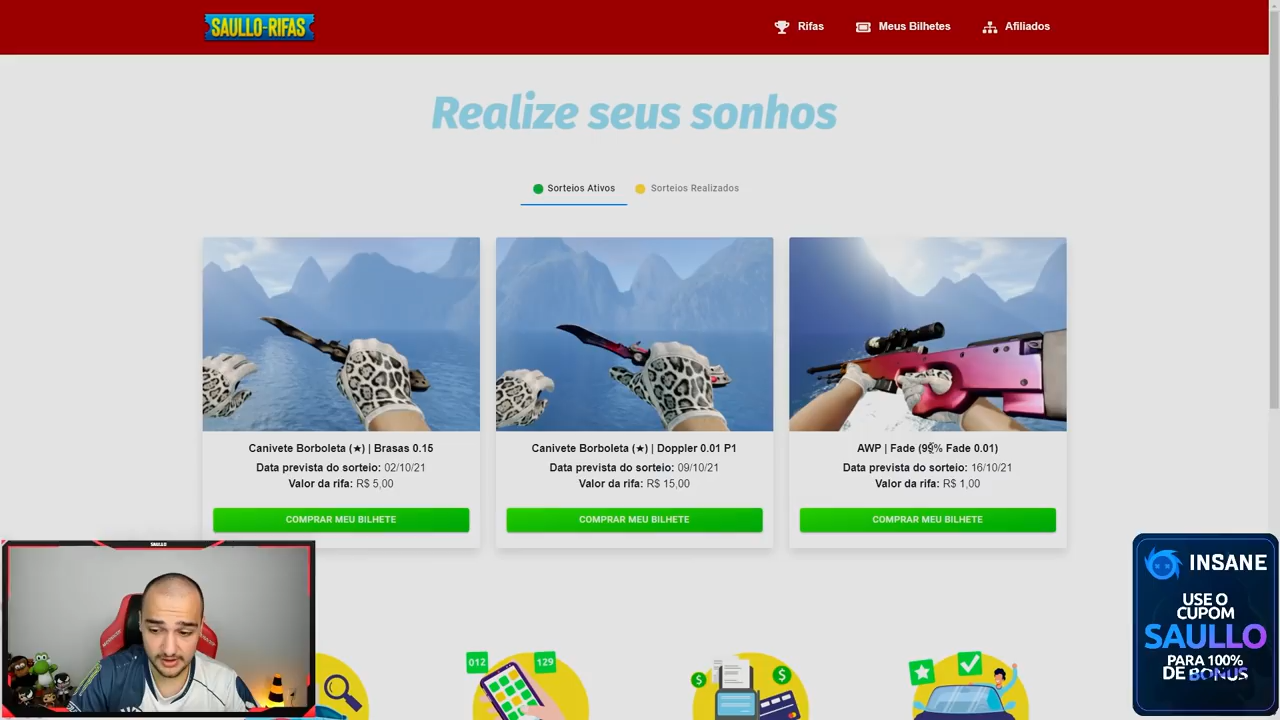 SAULLO-RIFAS
Rifas
Meus Bilhetes
Afiliados
Realize seus sonhos
Sorteios Ativos
Sorteios Realizados
Canivete Borboleta (★) | Brasas 0.15
Data prevista do sorteio: 02/10/21
Valor da rifa: R$ 5,00
COMPRAR MEU BILHETE
Canivete Borboleta (★) | Doppler 0.01 P1
Data prevista do sorteio: 09/10/21
Valor da rifa: R$ 15,00
COMPRAR MEU BILHETE
AWP | Fade (99% Fade 0.01)
Data prevista do sorteio: 16/10/21
Valor da rifa: R$ 1,00
COMPRAR MEU BILHETE
SAULLO
012
129
$
$
INSANE
USE O
CUPOM
SAULLO
PARA 100%
DE BONUS